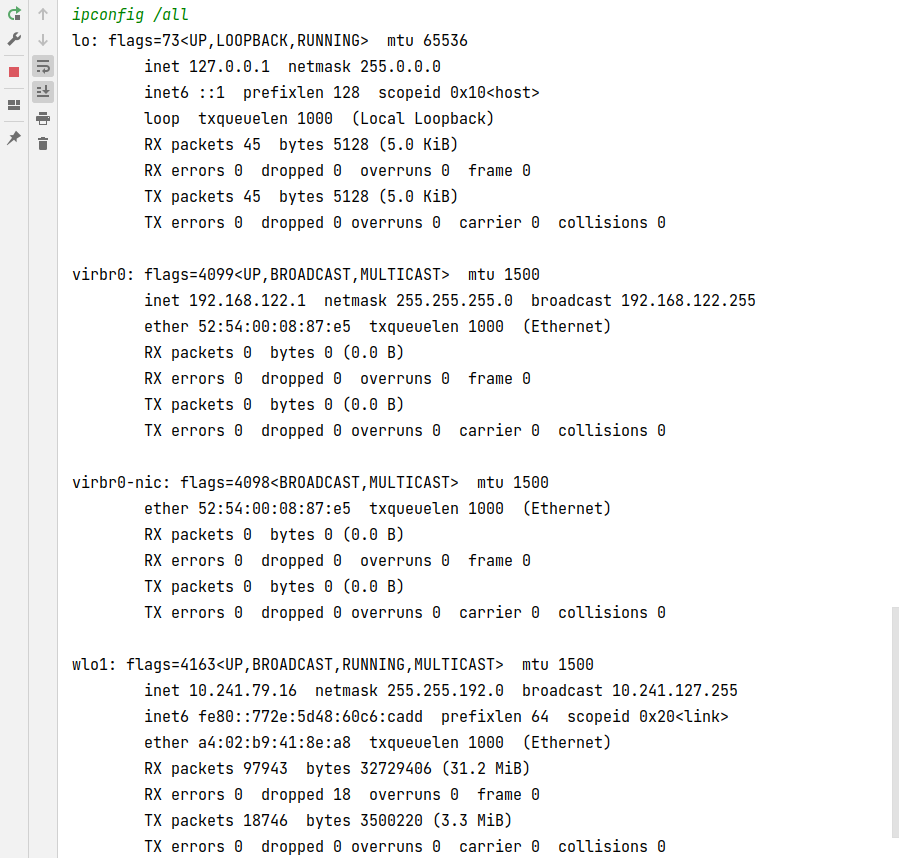 ipconfig /all
lo: flags=73<UP,LOOPBACK,RUNNING>  mtu 65536
        inet 127.0.0.1  netmask 255.0.0.0
        inet6 ::1  prefixlen 128  scopeid 0x10<host>
        loop  txqueuelen 1000  (Local Loopback)
        RX packets 45  bytes 5128 (5.0 KiB)
        RX errors 0  dropped 0  overruns 0  frame 0
        TX packets 45  bytes 5128 (5.0 KiB)
        TX errors 0  dropped 0 overruns 0  carrier 0  collisions 0

virbr0: flags=4099<UP,BROADCAST,MULTICAST>  mtu 1500
        inet 192.168.122.1  netmask 255.255.255.0  broadcast 192.168.122.255
        ether 52:54:00:08:87:e5  txqueuelen 1000  (Ethernet)
        RX packets 0  bytes 0 (0.0 B)
        RX errors 0  dropped 0  overruns 0  frame 0
        TX packets 0  bytes 0 (0.0 B)
        TX errors 0  dropped 0 overruns 0  carrier 0  collisions 0

virbr0-nic: flags=4098<BROADCAST,MULTICAST>  mtu 1500
        ether 52:54:00:08:87:e5  txqueuelen 1000  (Ethernet)
        RX packets 0  bytes 0 (0.0 B)
        RX errors 0  dropped 0  overruns 0  frame 0
        TX packets 0  bytes 0 (0.0 B)
        TX errors 0  dropped 0 overruns 0  carrier 0  collisions 0

wlo1: flags=4163<UP,BROADCAST,RUNNING,MULTICAST>  mtu 1500
        inet 10.241.79.16  netmask 255.255.192.0  broadcast 10.241.127.255
        inet6 fe80::772e:5d48:60c6:cadd  prefixlen 64  scopeid 0x20<link>
        ether a4:02:b9:41:8e:a8  txqueuelen 1000  (Ethernet)
        RX packets 97943  bytes 32729406 (31.2 MiB)
        RX errors 0  dropped 18  overruns 0  frame 0
        TX packets 18746  bytes 3500220 (3.3 MiB)
        TX errors 0  dropped 0 overruns 0  carrier 0  collisions 0